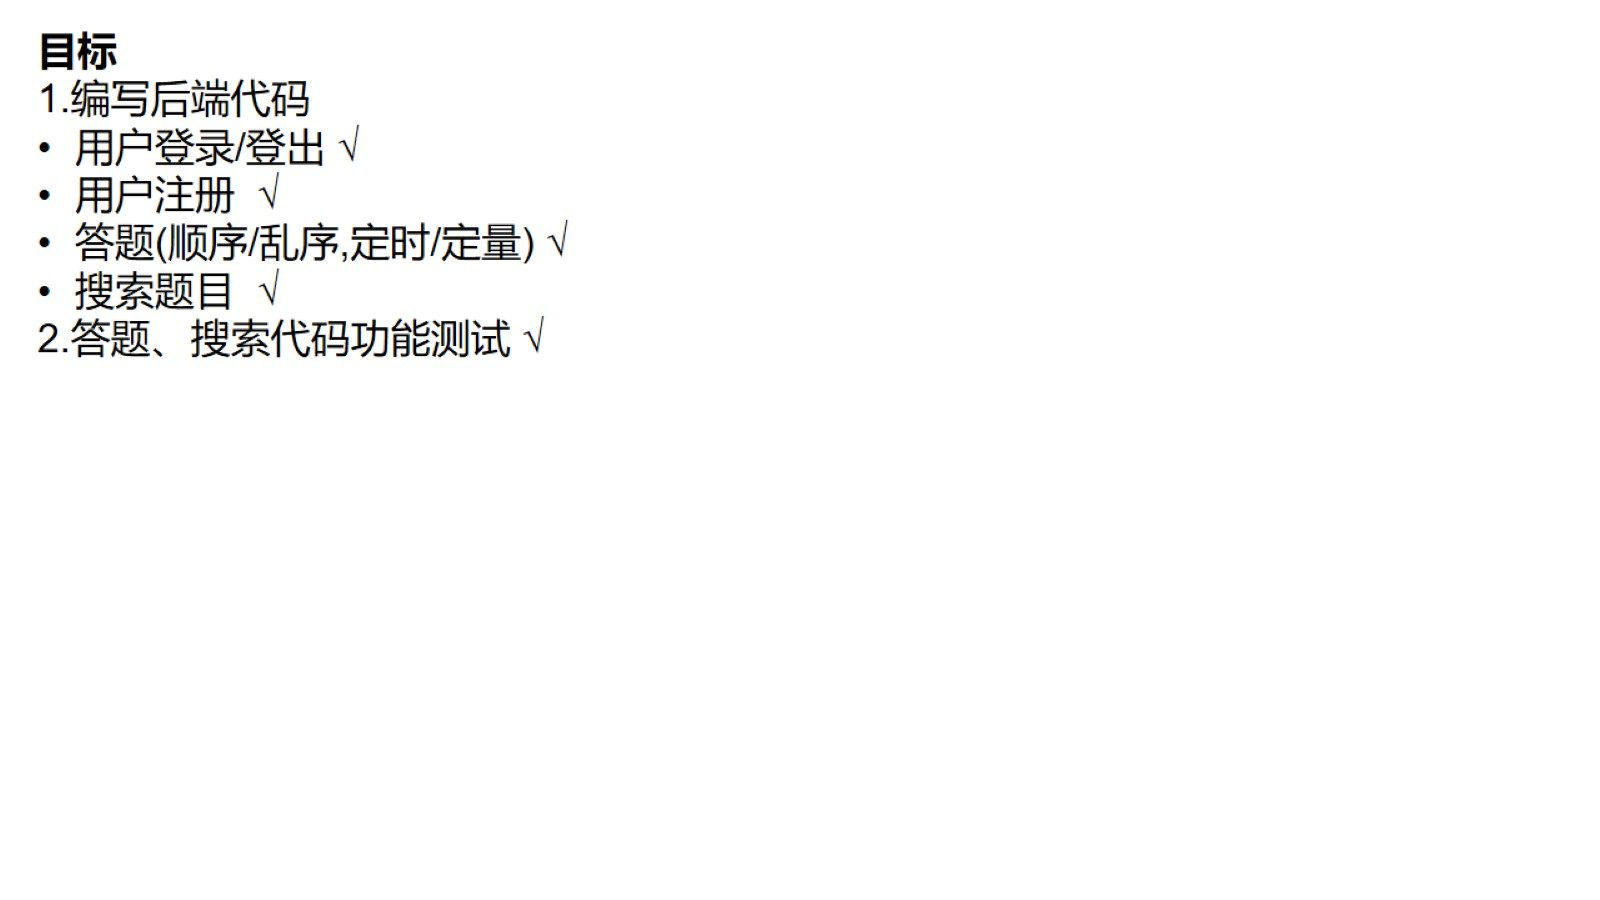 目标
1.编写后端代码
• 用户登录/登出 √
• 用户注册 √
• 答题(顺序/乱序,定时/定量) √
• 搜索题目 √
2.答题、搜索代码功能测试 √